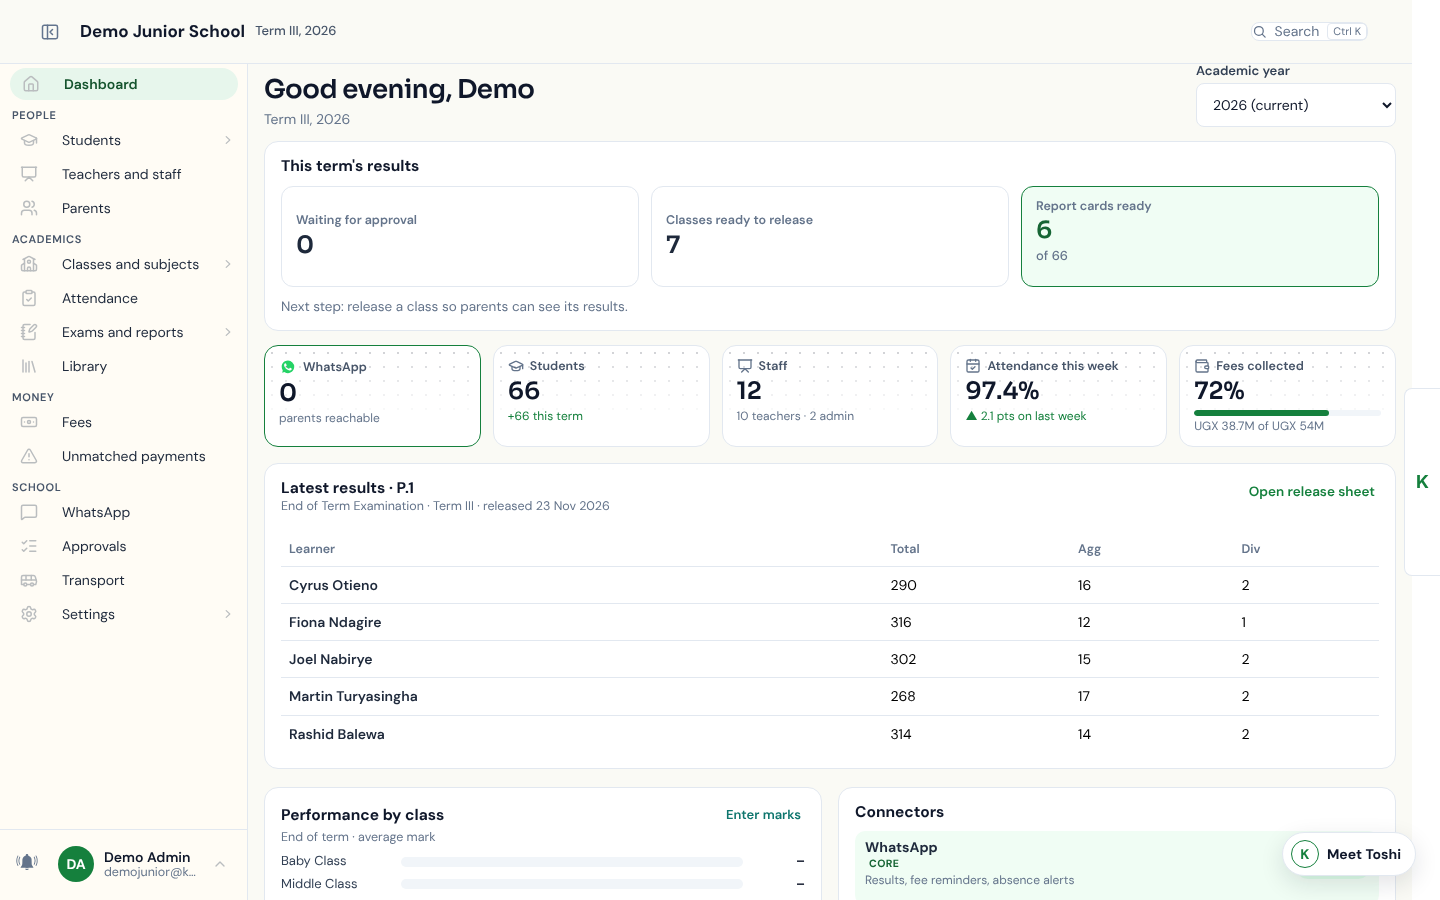 Demo Junior School Term III, 2026
Search Ctrl K
Dashboard
PEOPLE
Students
Teachers and staff
Parents
ACADEMICS
Classes and subjects
Attendance
Exams and reports
Library
MONEY
Fees
Unmatched payments
SCHOOL
WhatsApp
Approvals
Transport
Settings
DA
Demo Admin
demojunior@k...
Good evening, Demo
Term III, 2026
Academic year
2026 (current)
This term's results
Waiting for approval
0
Classes ready to release
7
Report cards ready
6
of 66
Next step: release a class so parents can see its results.
WhatsApp
0
parents reachable
Students
66
+66 this term
Staff
12
10 teachers · 2 admin
Attendance this week
97.4%
▲ 2.1 pts on last week
Fees collected
72%
UGX 38.7M of UGX 54M
Latest results · P.1
End of Term Examination · Term III · released 23 Nov 2026
Open release sheet
Learner Total Agg Div
Cyrus Otieno 290 16 2
Fiona Ndagire 316 12 1
Joel Nabirye 302 15 2
Martin Turyasingha 268 17 2
Rashid Balewa 314 14 2
Performance by class
Enter marks
End of term · average mark
Baby Class –
Middle Class –
Connectors
WhatsApp
CORE
Results, fee reminders, absence alerts
K Meet Toshi
K